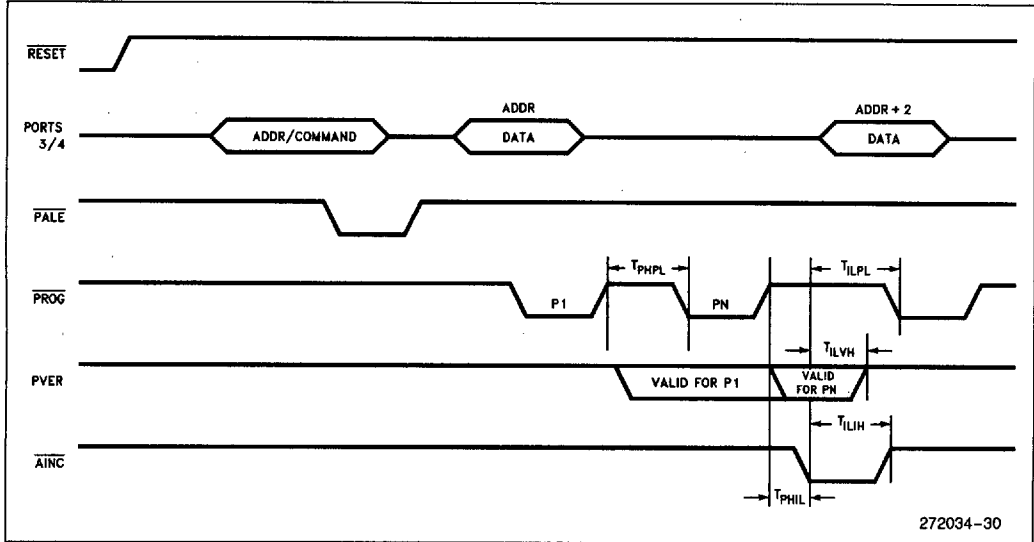 RESET
PORTS 3/4
ADDR/COMMAND
ADDR
DATA
ADDR + 2
DATA
PALE
PROG
P1
TPHPL
PN
TILPL
PVER
VALID FOR P1
VALID
FOR PN
TILVH
AINC
TILIH
TPHIL
272034-30